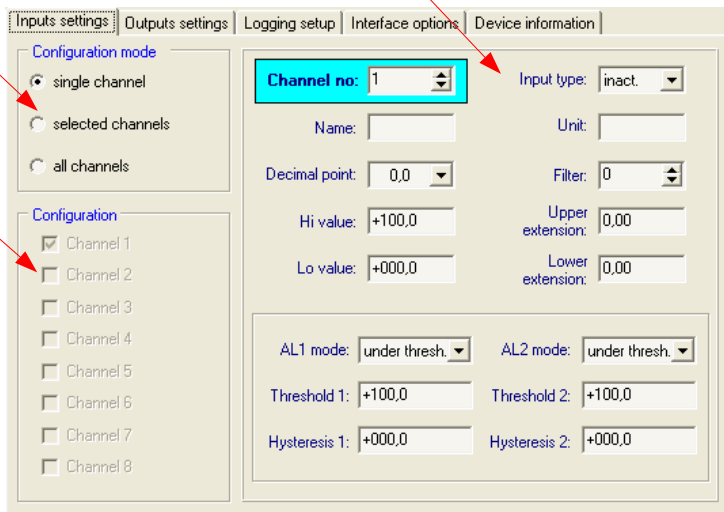 Inputs settings Outputs settings Logging setup Interface options Device information
Configuration mode
single channel
selected channels
all channels
Configuration
Channel 1
Channel 2
Channel 3
Channel 4
Channel 5
Channel 6
Channel 7
Channel 8
Channel no: 1 Input type: inact.
Name: Unit:
Decimal point: 0,0 Filter: 0
Hi value: +100,0 Upper extension: 0,00
Lo value: +000,0 Lower extension: 0,00
AL1 mode: under thresh. AL2 mode: under thresh.
Threshold 1: +100,0 Threshold 2: +100,0
Hysteresis 1: +000,0 Hysteresis 2: +000,0